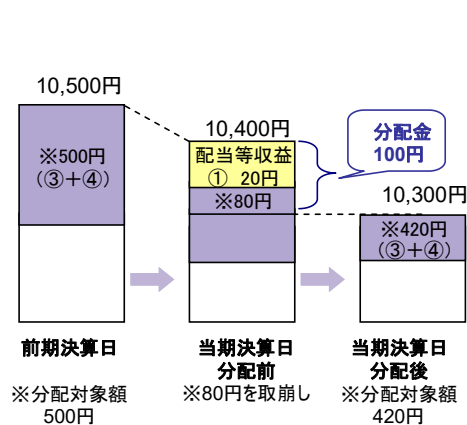 10,500円
※500円
(③+④)
10,400円
配当等収益
① 20円
※80円
分配金
100円
10,300円
※420円
(③+④)
前期決算日
※分配対象額
500円
当期決算日
分配前
※80円を取崩し
当期決算日
分配後
※分配対象額
420円